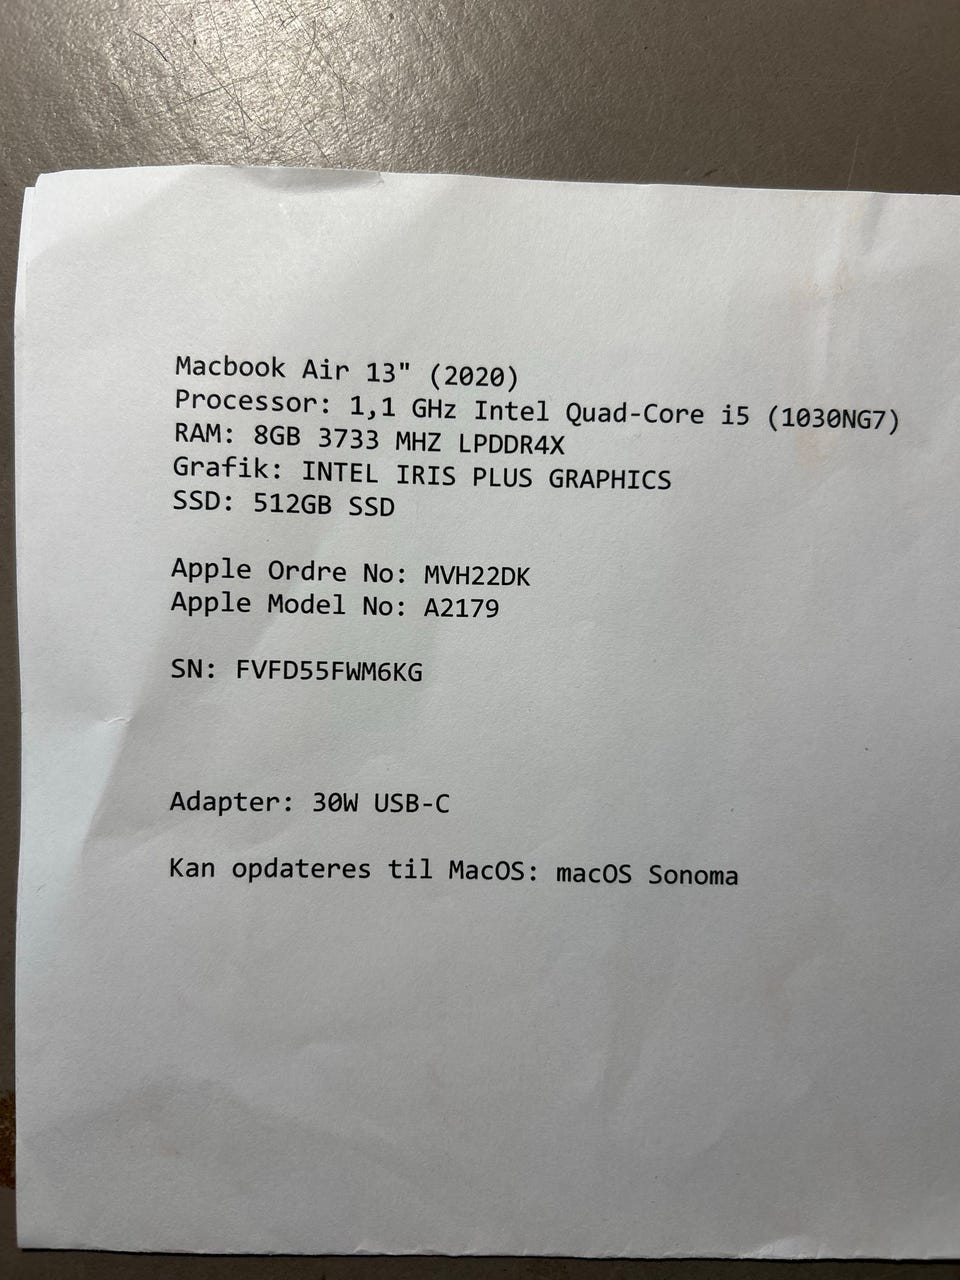 Macbook Air 13" (2020)
Processor: 1,1 GHz Intel Quad-Core i5 (1030NG7)
RAM: 8GB 3733 MHZ LPDDR4X
Grafik: INTEL IRIS PLUS GRAPHICS
SSD: 512GB SSD
Apple Ordre No: MVH22DK
Apple Model No: A2179
SN: FVFD55FWM6KG
Adapter: 30W USB-C
Kan opdateres til MacOS: macOS Sonoma